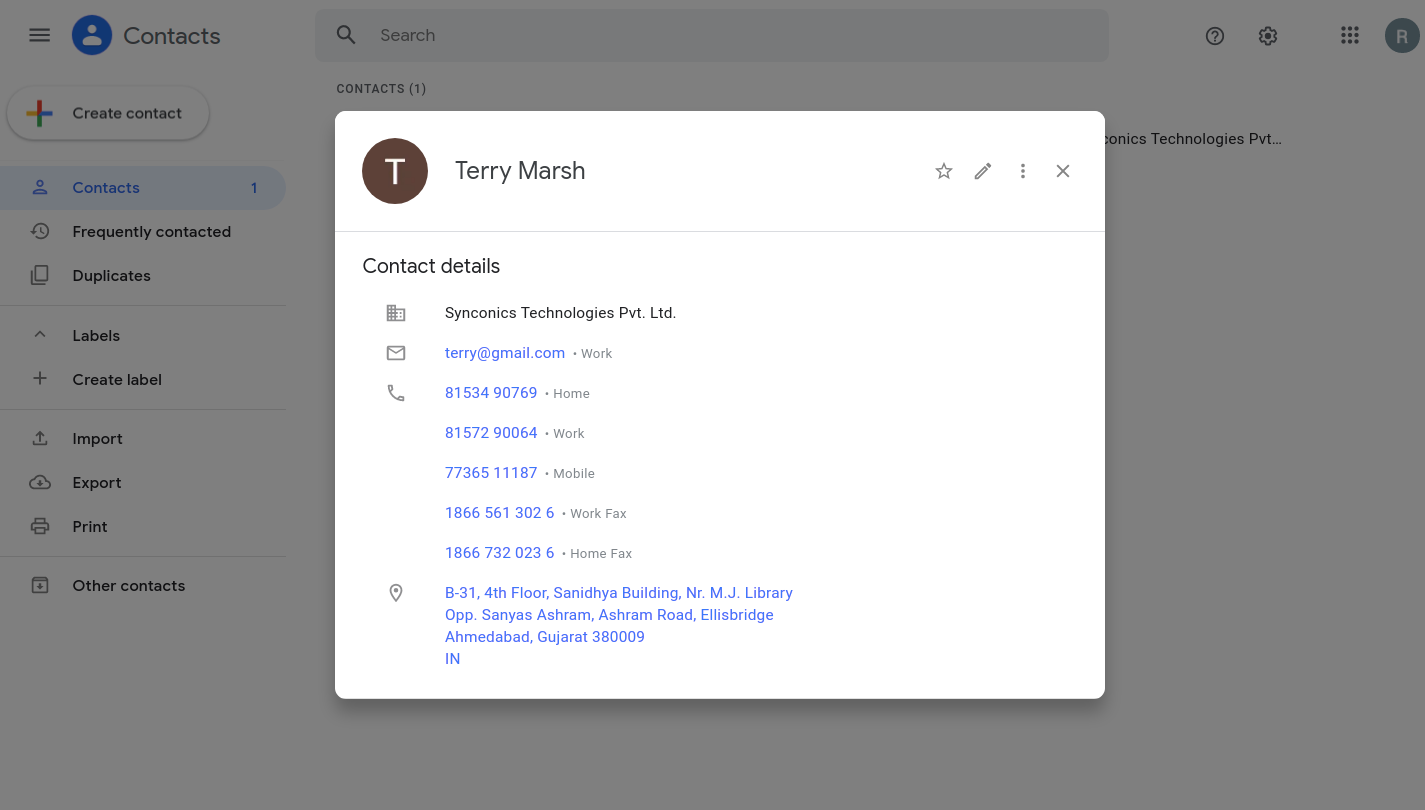 Contacts
Search
R
CONTACTS (1)
Create contact
Contacts 1
Frequently contacted
Duplicates
Labels
Create label
Import
Export
Print
Other contacts
conics Technologies Pvt…
T
Terry Marsh
Contact details
Synconics Technologies Pvt. Ltd.
terry@gmail.com • Work
81534 90769 • Home
81572 90064 • Work
77365 11187 • Mobile
1866 561 302 6 • Work Fax
1866 732 023 6 • Home Fax
B-31, 4th Floor, Sanidhya Building, Nr. M.J. Library
Opp. Sanyas Ashram, Ashram Road, Ellisbridge
Ahmedabad, Gujarat 380009
IN